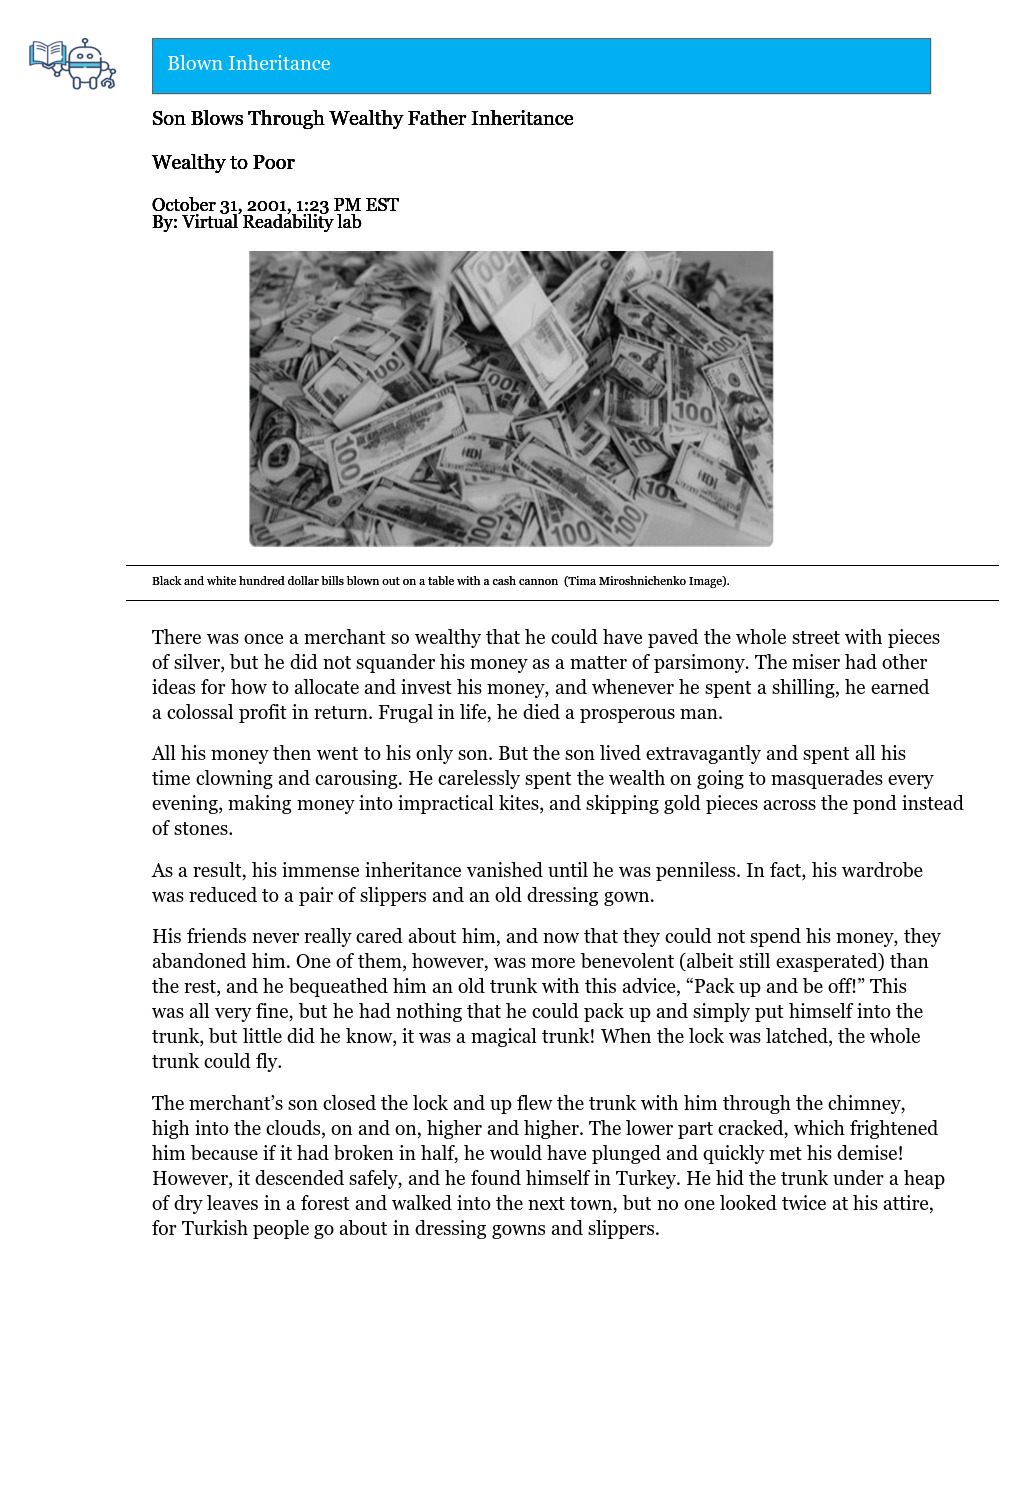 Blown Inheritance
Son Blows Through Wealthy Father Inheritance
Wealthy to Poor
October 31, 2001, 1:23 PM EST
By: Virtual Readability lab
100
100
100
100
100
100
100
100
100
Black and white hundred dollar bills blown out on a table with a cash cannon (Tima Miroshnichenko Image).
There was once a merchant so wealthy that he could have paved the whole street with pieces
of silver, but he did not squander his money as a matter of parsimony. The miser had other
ideas for how to allocate and invest his money, and whenever he spent a shilling, he earned
a colossal profit in return. Frugal in life, he died a prosperous man.
All his money then went to his only son. But the son lived extravagantly and spent all his
time clowning and carousing. He carelessly spent the wealth on going to masquerades every
evening, making money into impractical kites, and skipping gold pieces across the pond instead
of stones.
As a result, his immense inheritance vanished until he was penniless. In fact, his wardrobe
was reduced to a pair of slippers and an old dressing gown.
His friends never really cared about him, and now that they could not spend his money, they
abandoned him. One of them, however, was more benevolent (albeit still exasperated) than
the rest, and he bequeathed him an old trunk with this advice, “Pack up and be off!” This
was all very fine, but he had nothing that he could pack up and simply put himself into the
trunk, but little did he know, it was a magical trunk! When the lock was latched, the whole
trunk could fly.
The merchant’s son closed the lock and up flew the trunk with him through the chimney,
high into the clouds, on and on, higher and higher. The lower part cracked, which frightened
him because if it had broken in half, he would have plunged and quickly met his demise!
However, it descended safely, and he found himself in Turkey. He hid the trunk under a heap
of dry leaves in a forest and walked into the next town, but no one looked twice at his attire,
for Turkish people go about in dressing gowns and slippers.